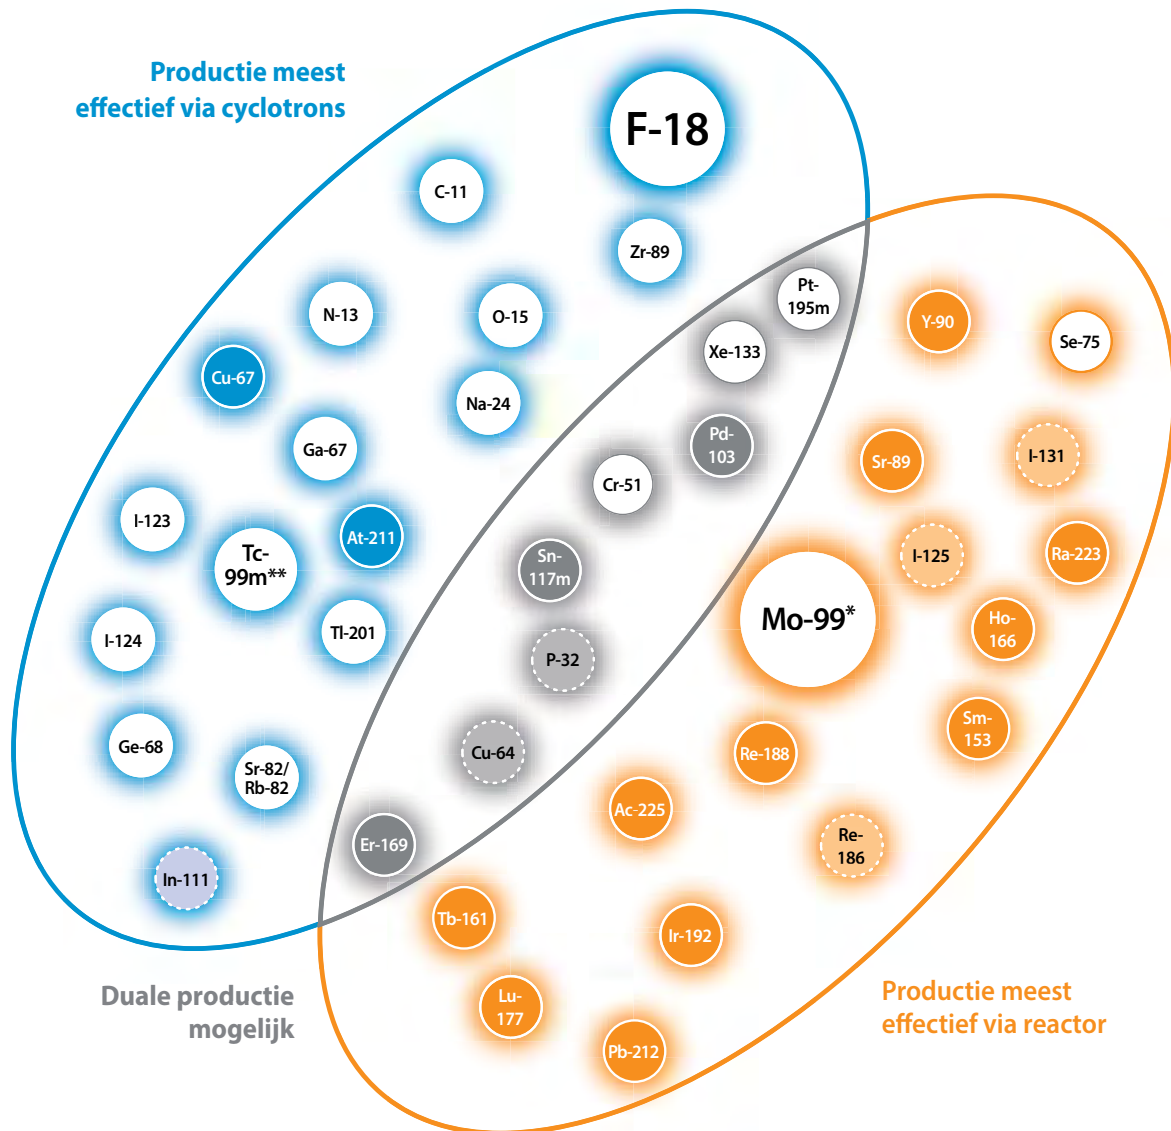 Productie meest
effectief via cyclotrons
F-18
C-11
Zr-89
N-13
O-15
Cu-67
Na-24
Ga-67
I-123
At-211
Tc-
99m**
Tl-201
I-124
Ge-68
Sr-82/
Rb-82
In-111
Pt-
195m
Xe-133
Pd-
103
Cr-51
Sn-
117m
P-32
Cu-64
Er-169
Duale productie
mogelijk
Y-90
Se-75
Sr-89
I-131
I-125
Ra-223
Mo-99*
Ho-
166
Sm-
153
Re-188
Ac-225
Re-
186
Tb-161
Ir-192
Lu-
177
Pb-212
Productie meest
effectief via reactor